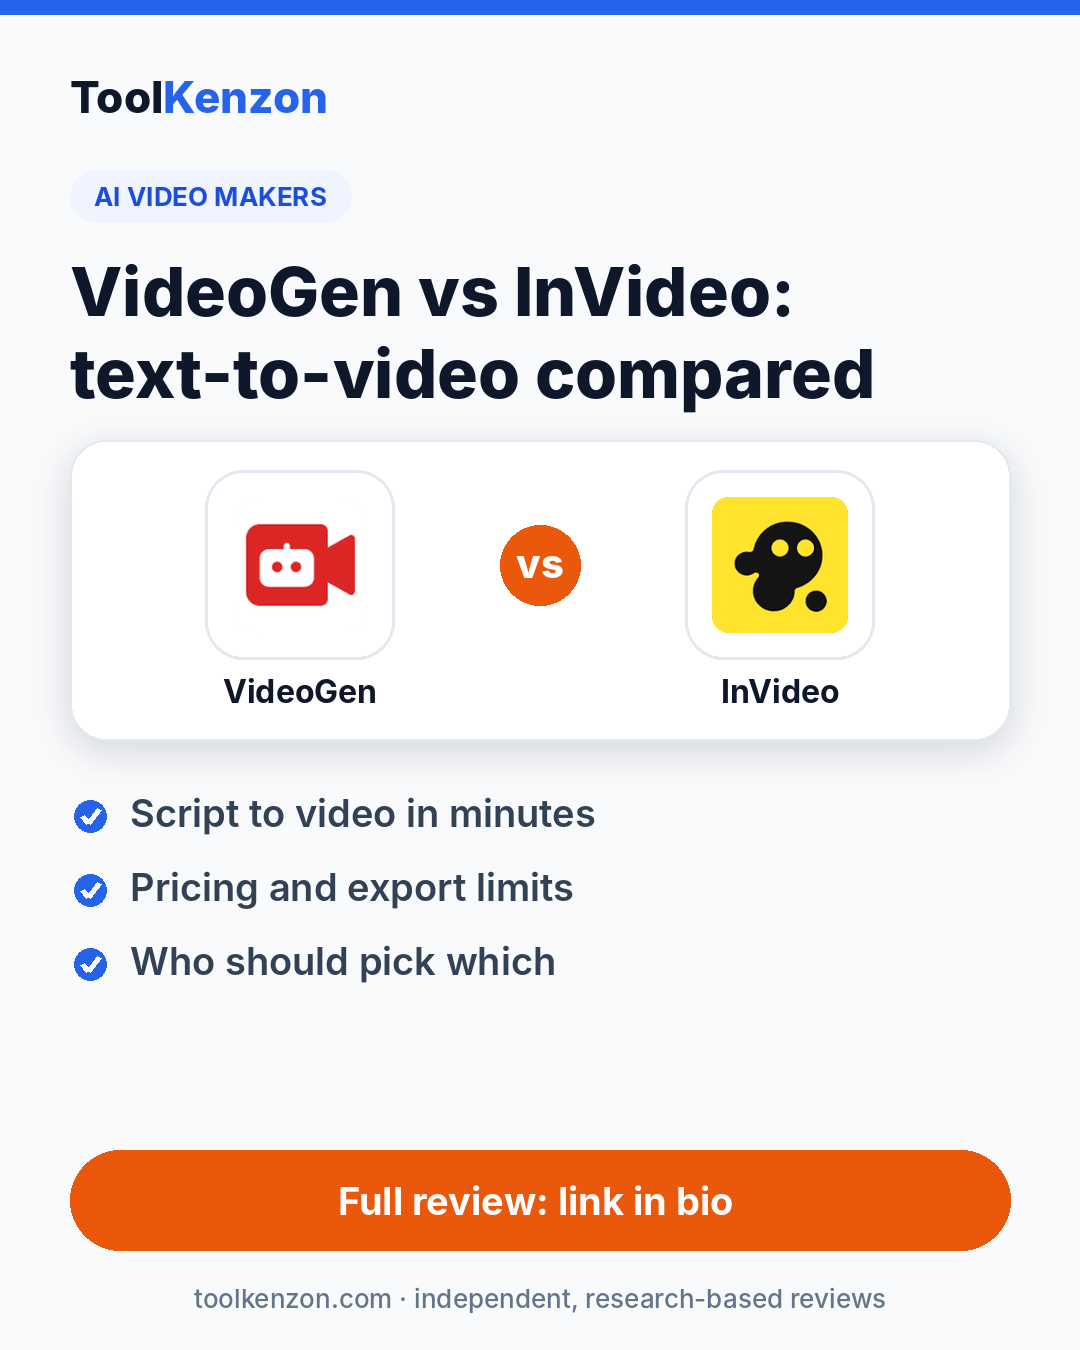 ToolKenzon
AI VIDEO MAKERS
VideoGen vs InVideo:
text-to-video compared
vs
VideoGen
InVideo
Script to video in minutes
Pricing and export limits
Who should pick which
Full review: link in bio
toolkenzon.com · independent, research-based reviews